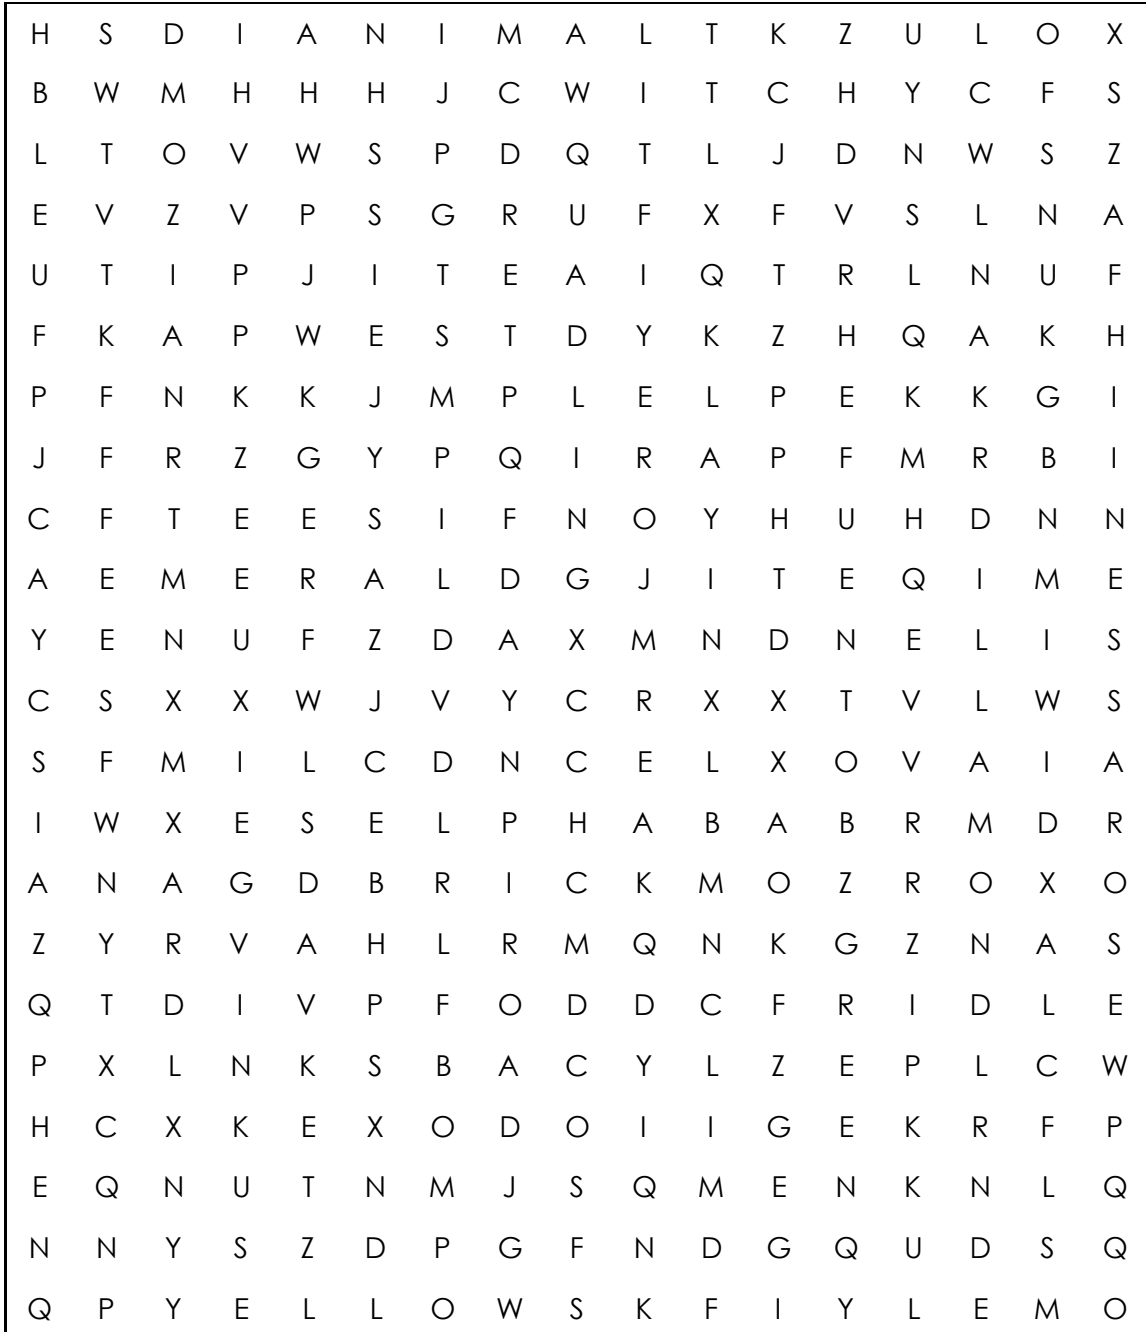 H S D I A N I M A L T K Z U L O X
B W M H H H J C W I T C H Y C F S
L T O V W S P D Q T L J D N W S Z
E V Z V P S G R U F X F V S L N A
U T I P J I T E A I Q T R L N U F
F K A P W E S T D Y K Z H Q A K H
P F N K K J M P L E L P E K K G I
J F R Z G Y P Q I R A P F M R B I
C F T E E S I F N O Y H U H D N N
A E M E R A L D G J I T E Q I M E
Y E N U F Z D A X M N D N E L I S
C S X X W J V Y C R X X T V L W S
S F M I L C D N C E L X O V A I A
I W X E S E L P H A B A B R M D R
A N A G D B R I C K M O Z R O X O
Z Y R V A H L R M Q N K G Z N A S
Q T D I V P F O D D C F R I D L E
P X L N K S B A C Y L Z E P L C W
H C X K E X O D O I I G E K R F P
E Q N U T N M J S Q M E N K N L Q
N N Y S Z D P G F N D G Q U D S Q
Q P Y E L L O W S K F I Y L E M O